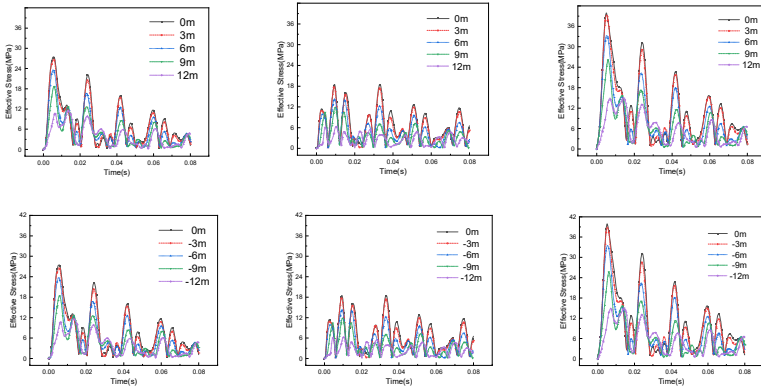 42
36
30
24
18
12
6
0
Effective Stress(MPa)
0m
3m
6m
9m
12m
0.00 0.02 0.04 0.06 0.08
Time(s)
42
36
30
24
18
12
6
0
Effective Stress(MPa)
0m
3m
6m
9m
12m
0.00 0.02 0.04 0.06 0.08
Time(s)
42
36
30
24
18
12
6
0
Effective Stress(MPa)
0m
3m
6m
9m
12m
0.00 0.02 0.04 0.06 0.08
Time(s)
42
36
30
24
18
12
6
0
Effective Stress(MPa)
0m
-3m
-6m
-9m
-12m
0.00 0.02 0.04 0.06 0.08
Time(s)
42
36
30
24
18
12
6
0
Effective Stress(MPa)
0m
-3m
-6m
-9m
-12m
0.00 0.02 0.04 0.06 0.08
Time(s)
42
36
30
24
18
12
6
0
Effective Stress(MPa)
0m
-3m
-6m
-9m
-12m
0.00 0.02 0.04 0.06 0.08
Time(s)